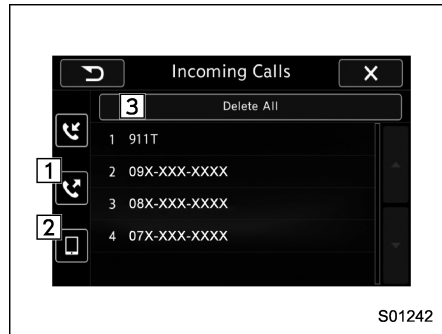 Incoming Calls X
3 Delete All
1 911T
1
2 09X-XXX-XXXX
3 08X-XXX-XXXX
2
4 07X-XXX-XXXX
S01242